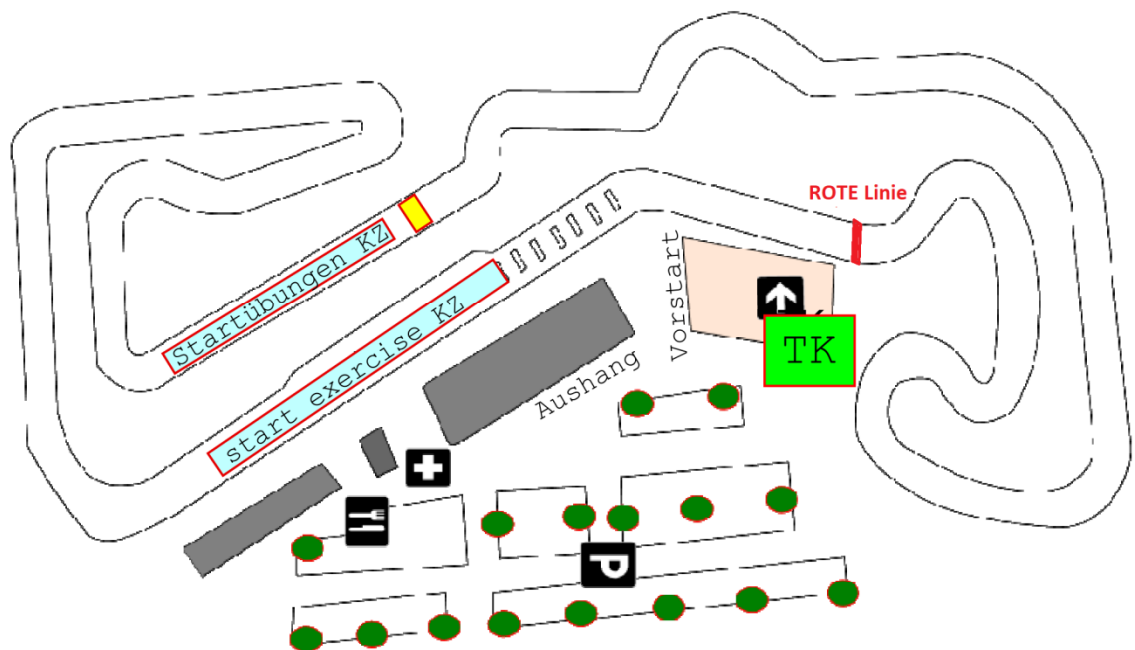 ROTE Linie
Startübungen KZ
start exercise KZ
Vorstart
TK
Aushang
P